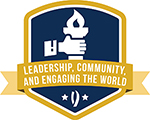 LEADERSHIP, COMMUNITY,
AND ENGAGING THE WORLD